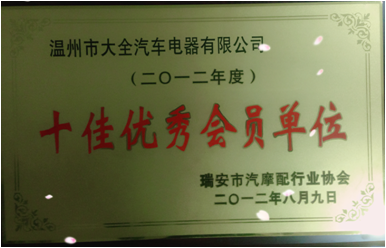 温州市大全汽车电器有限公司
(二〇一二年度)
十佳优秀会员单位
瑞安市汽摩配行业协会
二〇一二年八月九日